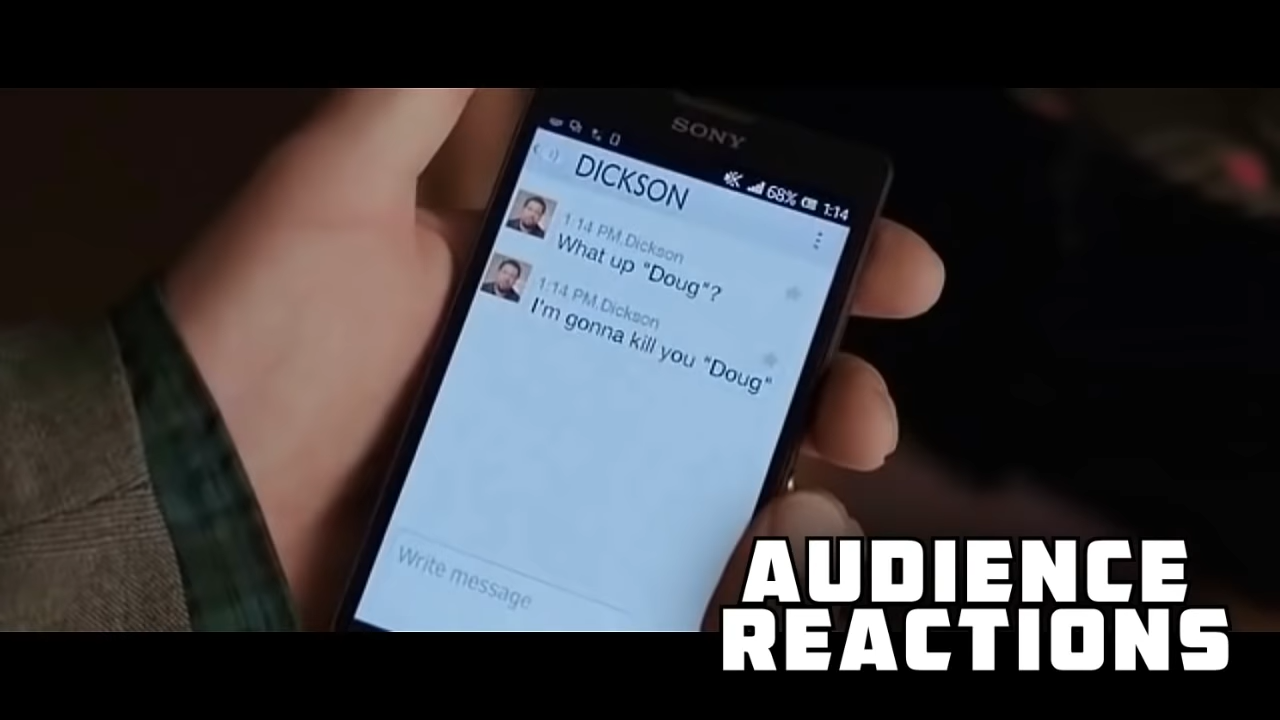 SONY
68% 1:14
DICKSON
1:14 PM.Dickson
What up "Doug"?
1:14 PM.Dickson
I'm gonna kill you "Doug"
Write message
AUDIENCE
REACTIONS